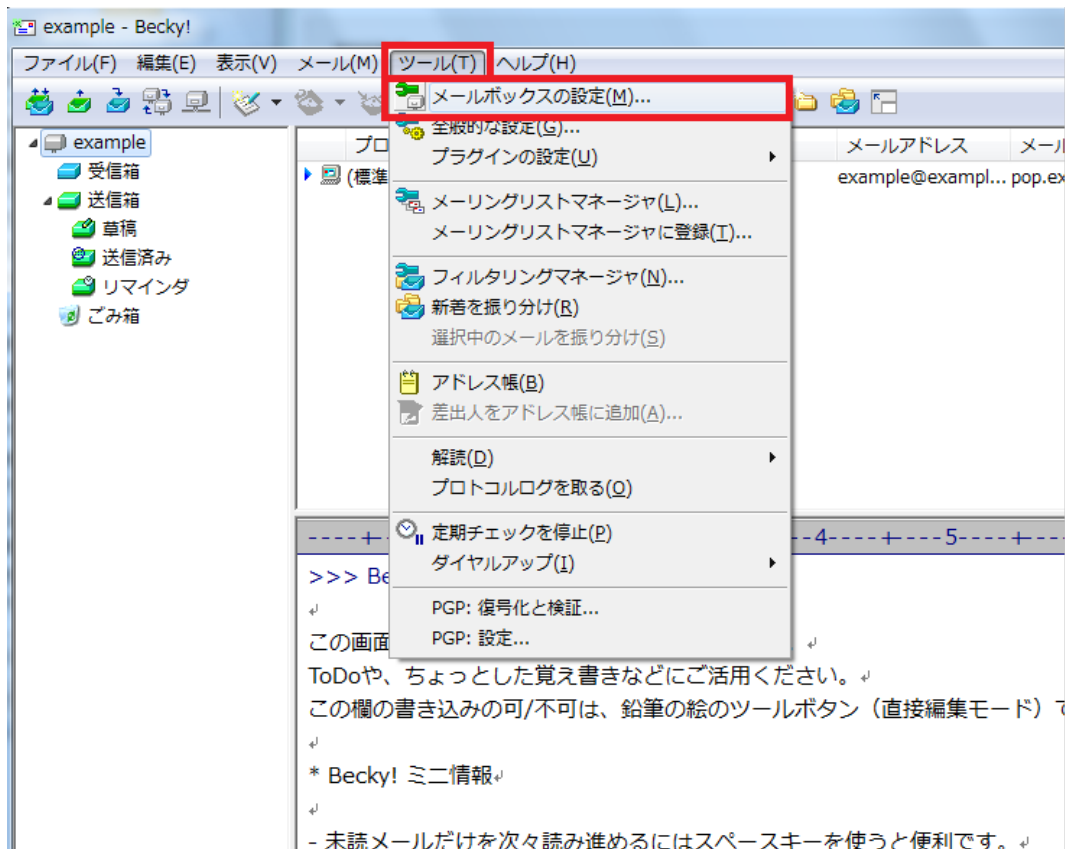 example - Becky!
ファイル(F) 編集(E) 表示(V) メール(M) ツール(T) ヘルプ(H)
メールボックスの設定(M)...
全般的な設定(G)...
プラグインの設定(U)
メーリングリストマネージャ(L)...
メーリングリストマネージャに登録(T)...
フィルタリングマネージャ(N)...
新着を振り分け(R)
選択中のメールを振り分け(S)
アドレス帳(B)
差出人をアドレス帳に追加(A)...
解読(D)
プロトコルログを取る(O)
定期チェックを停止(P)
ダイヤルアップ(I)
PGP: 復号化と検証...
PGP: 設定...
example
受信箱
送信箱
草稿
送信済み
リマインダ
ごみ箱
プロ メールアドレス メール
(標準 example@exampl... pop.ex
----+- --4----+----5----+---
>>> Be
この画面
ToDoや、ちょっとした覚え書きなどにご活用ください。
この欄の書き込みの可/不可は、鉛筆の絵のツールボタン（直接編集モード）で
* Becky! ミニ情報
- 未読メールだけを次々読み進めるにはスペースキーを使うと便利です。